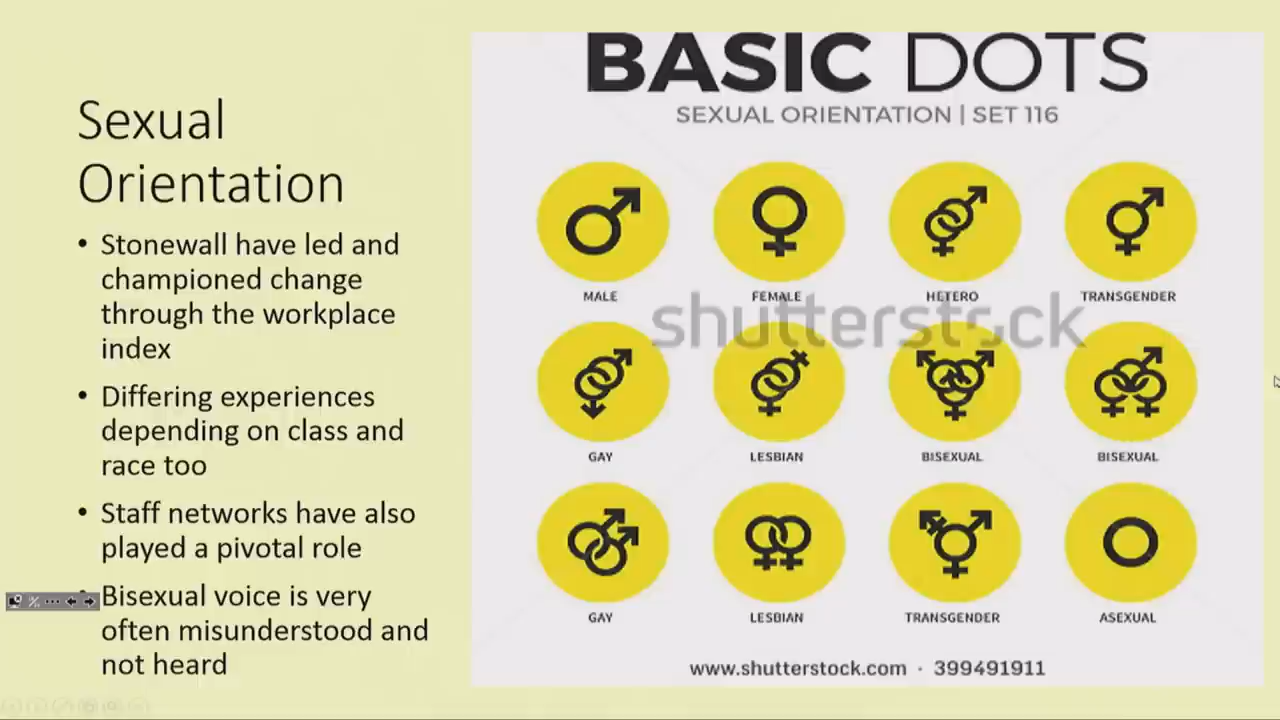 Sexual
Orientation
• Stonewall have led and
championed change
through the workplace
index
• Differing experiences
depending on class and
race too
• Staff networks have also
played a pivotal role
• Bisexual voice is very
often misunderstood and
not heard
BASIC DOTS
SEXUAL ORIENTATION | SET 116
MALE FEMALE HETERO TRANSGENDER
shutterstock
GAY LESBIAN BISEXUAL BISEXUAL
GAY LESBIAN TRANSGENDER ASEXUAL
www.shutterstock.com · 399491911